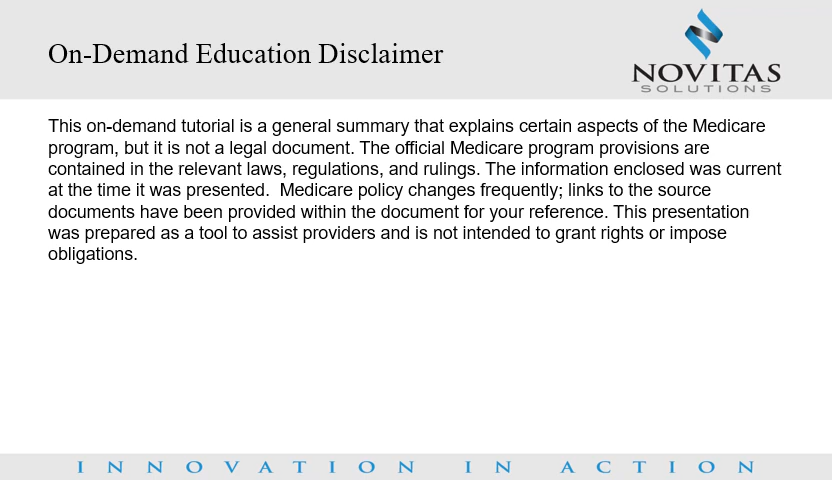 On-Demand Education Disclaimer
NOVITAS
SOLUTIONS
This on-demand tutorial is a general summary that explains certain aspects of the Medicare
program, but it is not a legal document. The official Medicare program provisions are
contained in the relevant laws, regulations, and rulings. The information enclosed was current
at the time it was presented.  Medicare policy changes frequently; links to the source
documents have been provided within the document for your reference. This presentation
was prepared as a tool to assist providers and is not intended to grant rights or impose
obligations.
INNOVATION IN ACTION